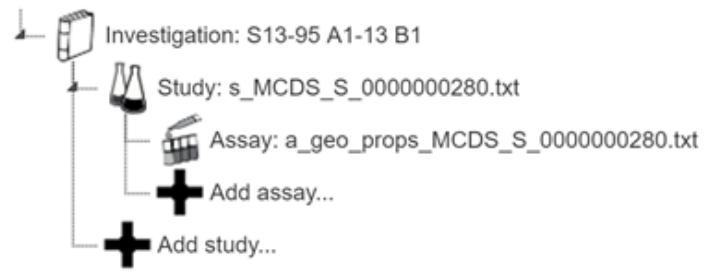 Investigation: S13-95 A1-13 B1
Study: s_MCDS_S_0000000280.txt
Assay: a_geo_props_MCDS_S_0000000280.txt
Add assay...
Add study...